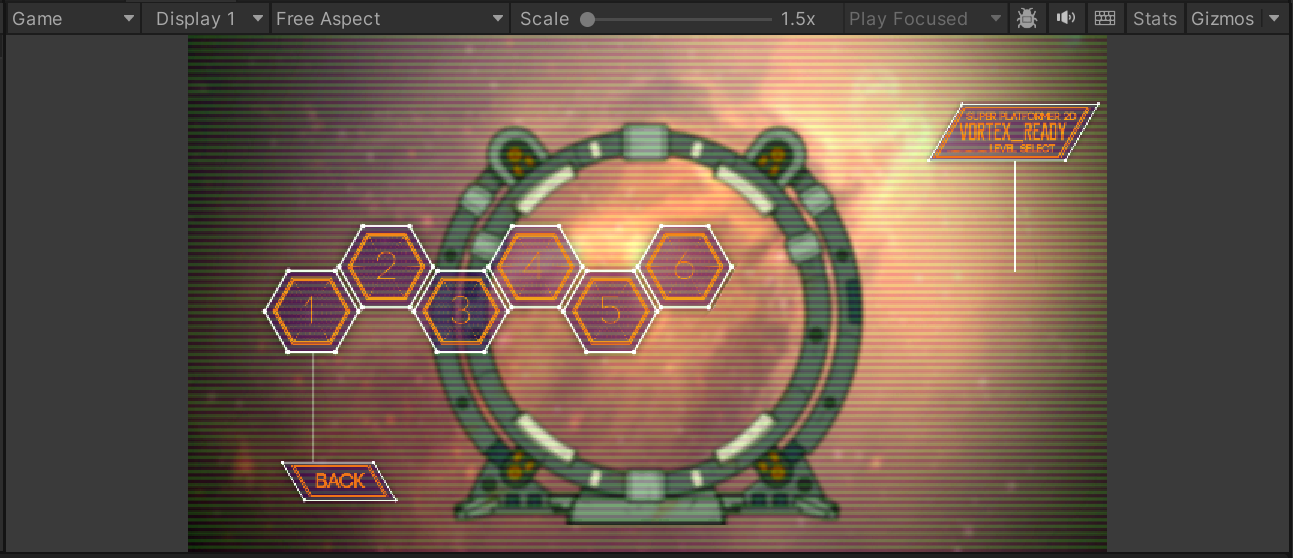 Game
Display 1
Free Aspect
Scale
1.5x
Play Focused
Stats
Gizmos
SUPER PLATFORMER 2D
VORTEX_READY
LEVEL SELECT
2
4
6
1
3
5
BACK